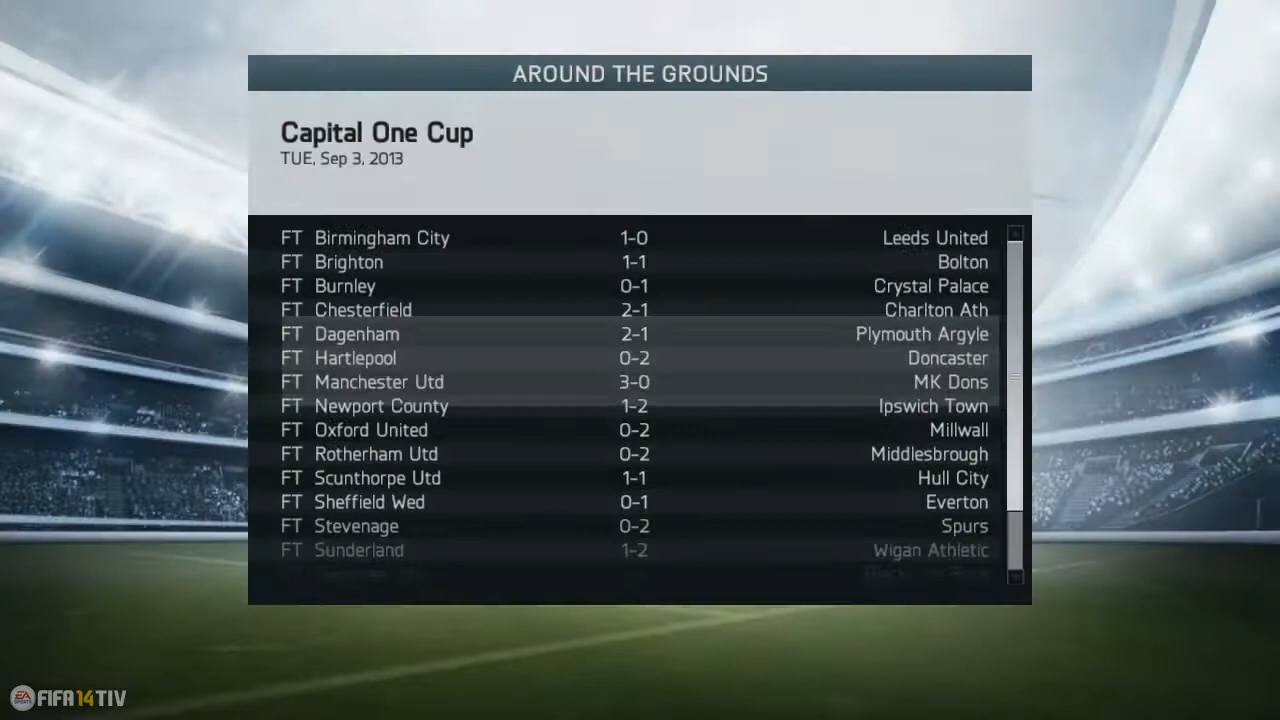 AROUND THE GROUNDS
Capital One Cup
TUE, Sep 3, 2013
FT Birmingham City 1-0 Leeds United
FT Brighton 1-1 Bolton
FT Burnley 0-1 Crystal Palace
FT Chesterfield 2-1 Charlton Ath
FT Dagenham 2-1 Plymouth Argyle
FT Hartlepool 0-2 Doncaster
FT Manchester Utd 3-0 MK Dons
FT Newport County 1-2 Ipswich Town
FT Oxford United 0-2 Millwall
FT Rotherham Utd 0-2 Middlesbrough
FT Scunthorpe Utd 1-1 Hull City
FT Sheffield Wed 0-1 Everton
FT Stevenage 0-2 Spurs
FT Sunderland 1-2 Wigan Athletic
EA SPORTS FIFA14TIV